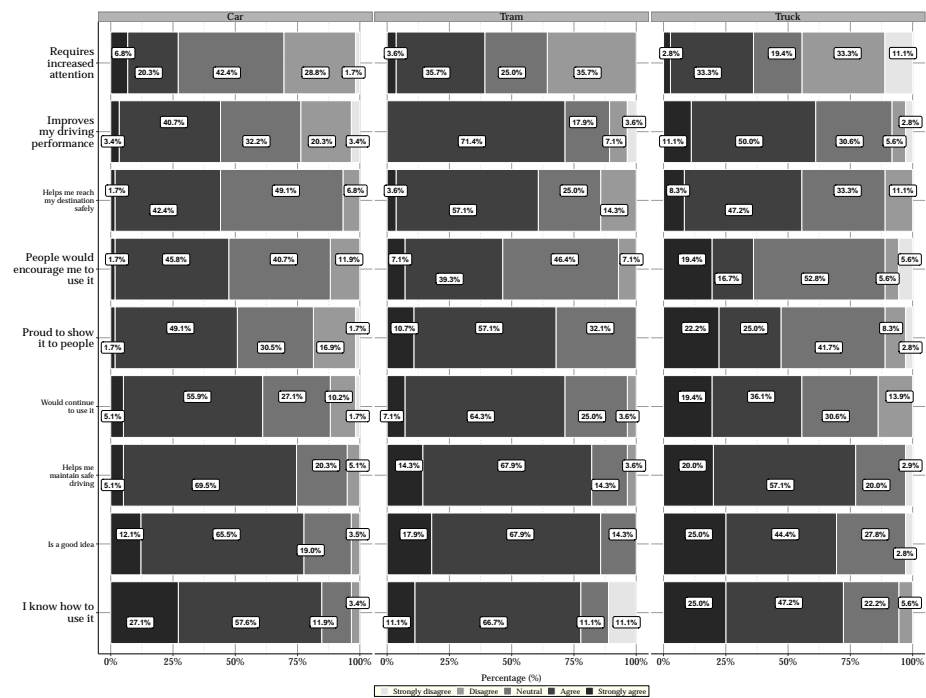 Car Tram Truck
Requires
increased
attention
6.8% 20.3% 42.4% 28.8% 1.7%
3.6% 35.7% 25.0% 35.7%
2.8% 33.3% 19.4% 33.3% 11.1%
Improves
my driving
performance
3.4% 40.7% 32.2% 20.3% 3.4%
71.4% 17.9% 7.1% 3.6%
11.1% 50.0% 30.6% 5.6% 2.8%
Helps me reach
my destination
safely
1.7% 42.4% 49.1% 6.8%
3.6% 57.1% 25.0% 14.3%
8.3% 47.2% 33.3% 11.1%
People would
encourage me to
use it
1.7% 45.8% 40.7% 11.9%
7.1% 39.3% 46.4% 7.1%
19.4% 16.7% 52.8% 5.6% 5.6%
Proud to show
it to people
1.7% 49.1% 30.5% 16.9% 1.7%
10.7% 57.1% 32.1%
22.2% 25.0% 41.7% 8.3% 2.8%
Would continue
to use it
5.1% 55.9% 27.1% 10.2% 1.7%
7.1% 64.3% 25.0% 3.6%
19.4% 36.1% 30.6% 13.9%
Helps me
maintain safe
driving
5.1% 69.5% 20.3% 5.1%
14.3% 67.9% 14.3% 3.6%
20.0% 57.1% 20.0% 2.9%
Is a good idea
12.1% 65.5% 19.0% 3.5%
17.9% 67.9% 14.3%
25.0% 44.4% 27.8% 2.8%
I know how to
use it
27.1% 57.6% 11.9% 3.4%
11.1% 66.7% 11.1% 11.1%
25.0% 47.2% 22.2% 5.6%
0% 25% 50% 75% 100% 0% 25% 50% 75% 100% 0% 25% 50% 75% 100%
Percentage (%)
Strongly disagree Disagree Neutral Agree Strongly agree